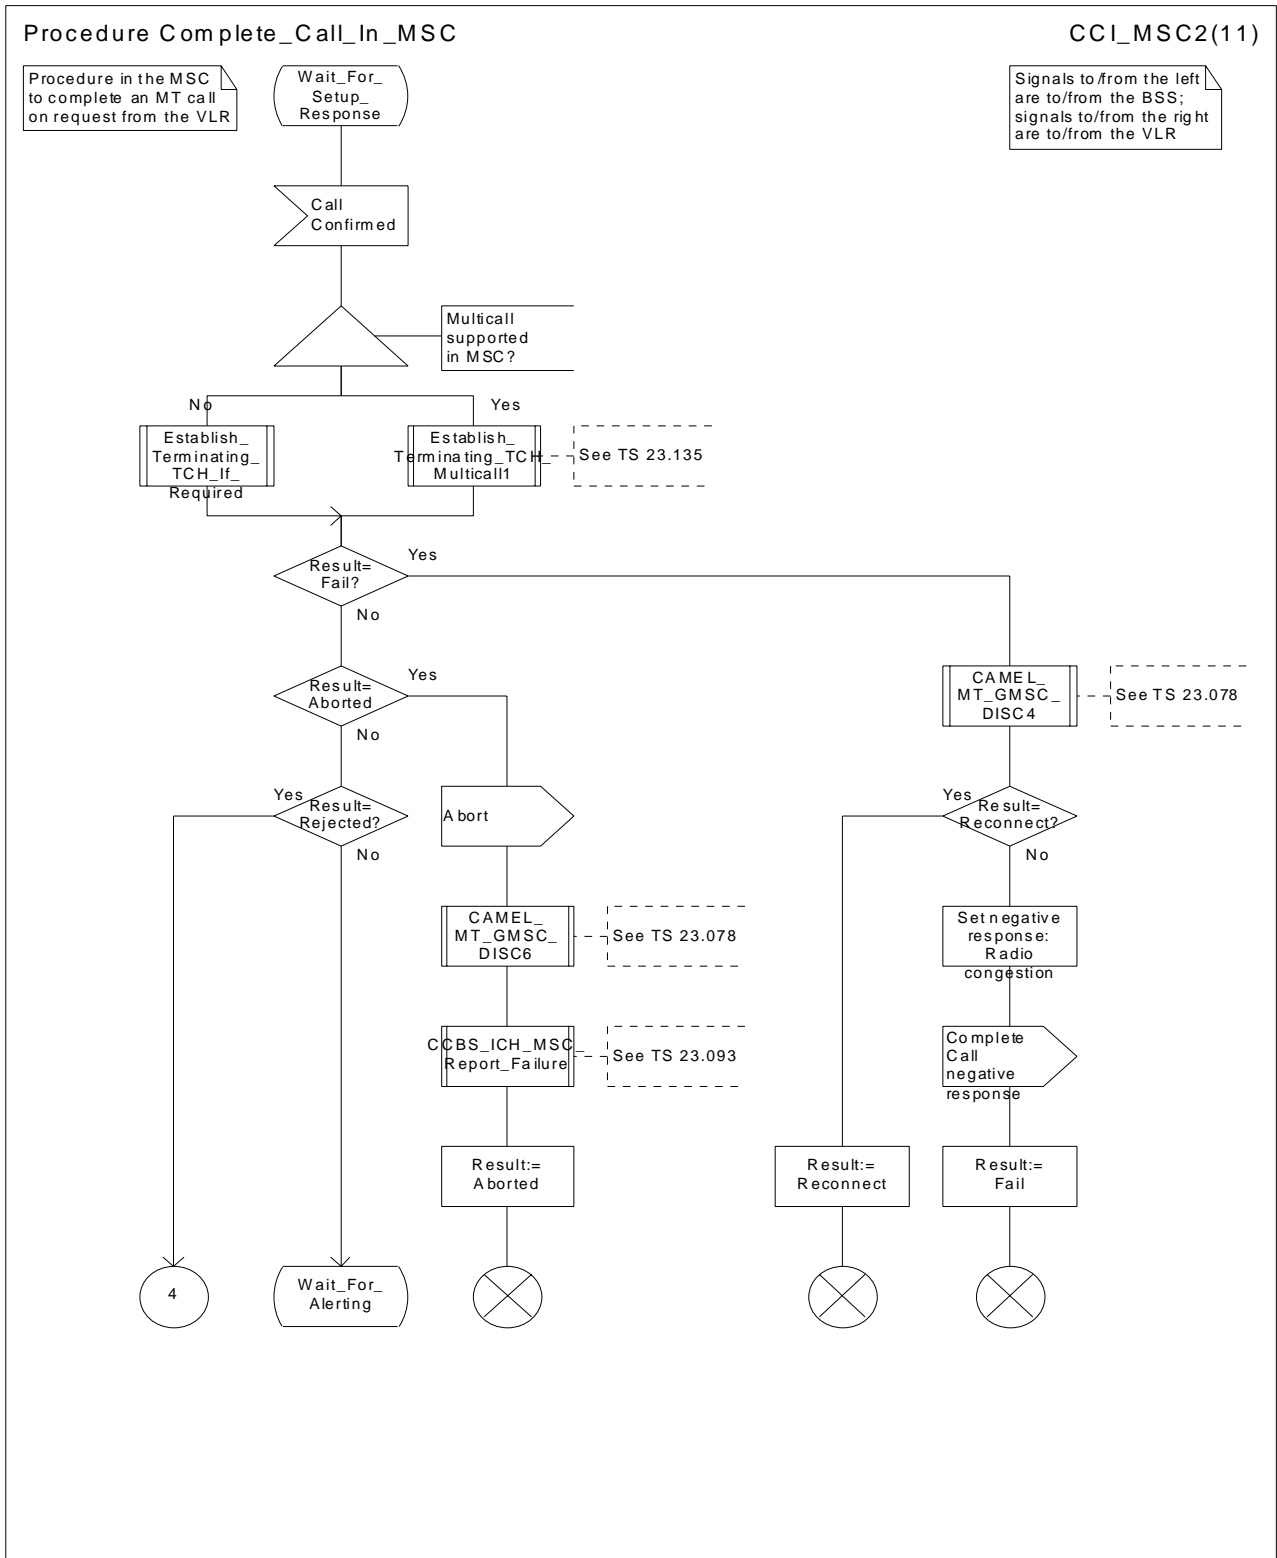 Procedure Complete_Call_In_MSC
CCI_MSC2(11)
Procedure in the MSC
to complete an MT call
on request from the VLR
Wait_For_
Setup_
Response
Signals to/from the left
are to/from the BSS;
signals to/from the right
are to/from the VLR
Call
Confirmed
Multicall
supported
in MSC?
No
Yes
Establish_
Terminating_
TCH_If_
Required
Establish_
Terminating_TCH_
Multicall1
See TS 23.135
Result=
Fail?
Yes
No
Result=
Aborted
Yes
No
CAMEL_
MT_GMSC_
DISC4
See TS 23.078
Yes
Result=
Rejected?
No
Abort
Yes
Result=
Reconnect?
No
CAMEL_
MT_GMSC_
DISC6
See TS 23.078
Set negative
response:
Radio
congestion
CCBS_ICH_MSC_
Report_Failure
See TS 23.093
Complete
Call
negative
response
Result:=
Aborted
Result:=
Reconnect
Result:=
Fail
4
Wait_For_
Alerting